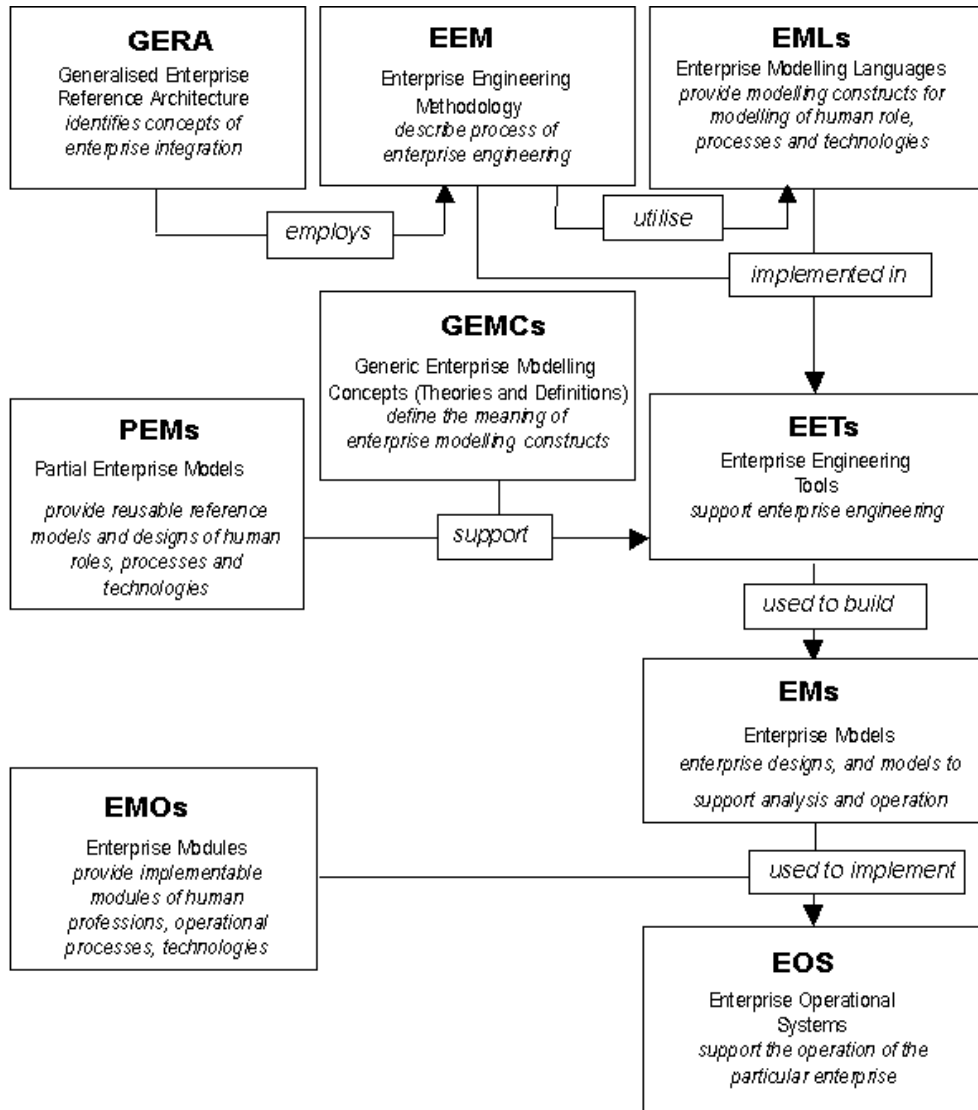 GERA
Generalised Enterprise
Reference Architecture
identifies concepts of
enterprise integration
EEM
Enterprise Engineering
Methodology
describe process of
enterprise engineering
EMLs
Enterprise Modelling Languages
provide modelling constructs for
modelling of human role,
processes and technologies
employs
utilise
implemented in
GEMCs
Generic Enterprise Modelling
Concepts (Theories and Definitions)
define the meaning of
enterprise modelling constructs
PEMs
Partial Enterprise Models
provide reusable reference
models and designs of human
roles, processes and
technologies
support
EETs
Enterprise Engineering
Tools
support enterprise engineering
used to build
EMs
Enterprise Models
enterprise designs, and models to
support analysis and operation
EMOs
Enterprise Modules
provide implementable
modules of human
professions, operational
processes, technologies
used to implement
EOS
Enterprise Operational
Systems
support the operation of the
particular enterprise